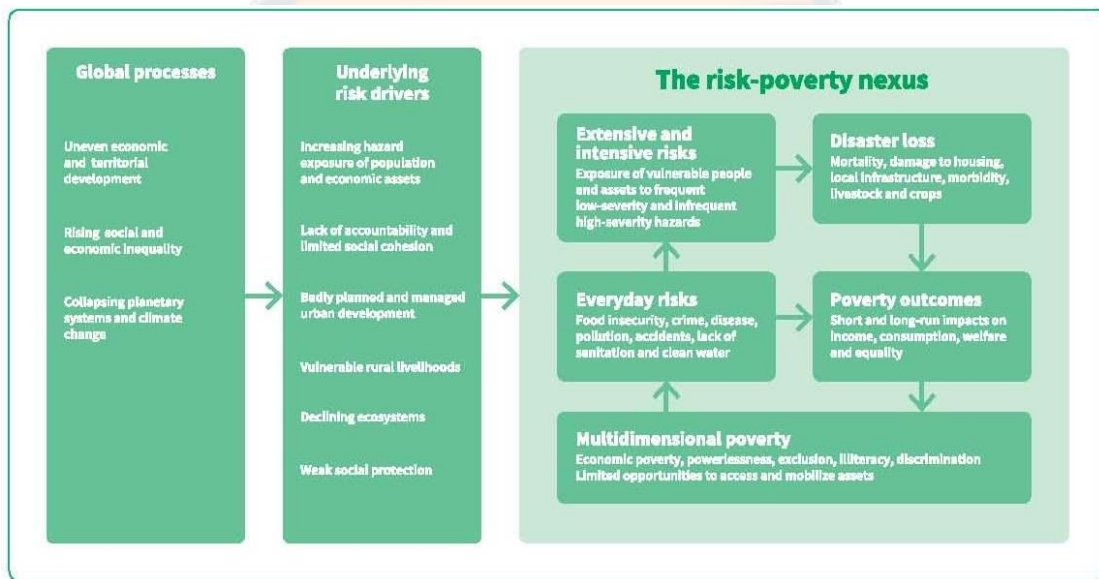 Global processes
Uneven economic
and territorial
development
Rising social and
economic inequality
Collapsing planetary
systems and climate
change
Underlying
risk drivers
Increasing hazard
exposure of population
and economic assets
Lack of accountability and
limited social cohesion
Badly planned and managed
urban development
Vulnerable rural livelihoods
Declining ecosystems
Weak social protection
The risk-poverty nexus
Extensive and
intensive risks
Exposure of vulnerable people
and assets to frequent
low-severity and infrequent
high-severity hazards
Disaster loss
Mortality, damage to housing,
local infrastructure, morbidity,
livestock and crops
Everyday risks
Food insecurity, crime, disease,
pollution, accidents, lack of
sanitation and clean water
Poverty outcomes
Short and long-run impacts on
income, consumption, welfare
and equality
Multidimensional poverty
Economic poverty, powerlessness, exclusion, illiteracy, discrimination
Limited opportunities to access and mobilize assets